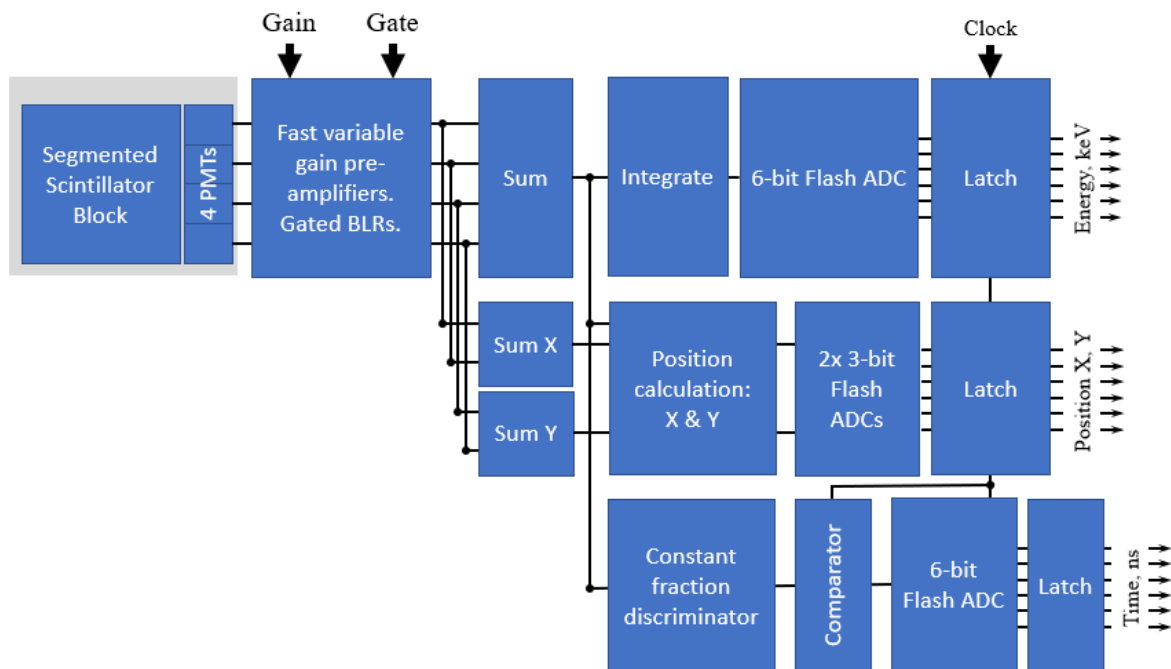 Gain
Gate
Clock
Segmented
Scintillator
Block
4 PMTs
Fast variable
gain pre-
amplifiers.
Gated BLRs.
Sum
Integrate
6-bit Flash ADC
Latch
Energy, keV
Sum X
Sum Y
Position
calculation:
X & Y
2x 3-bit
Flash
ADCs
Latch
Position X, Y
Constant
fraction
discriminator
Comparator
6-bit
Flash ADC
Latch
Time, ns